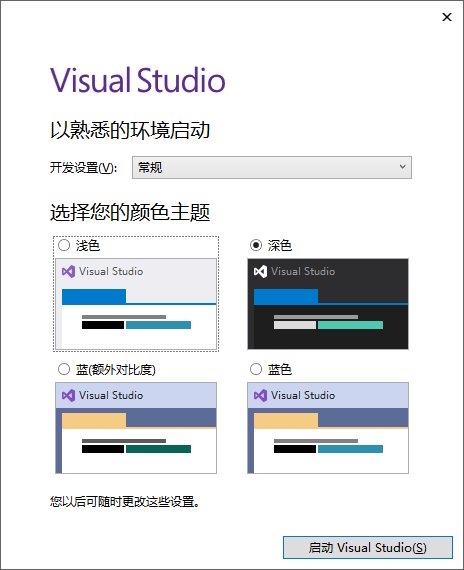 Visual Studio
以熟悉的环境启动
开发设置(V): 常规
选择您的颜色主题
浅色 深色
Visual Studio Visual Studio
蓝(额外对比度) 蓝色
Visual Studio Visual Studio
您以后可随时更改这些设置。
启动 Visual Studio(S)